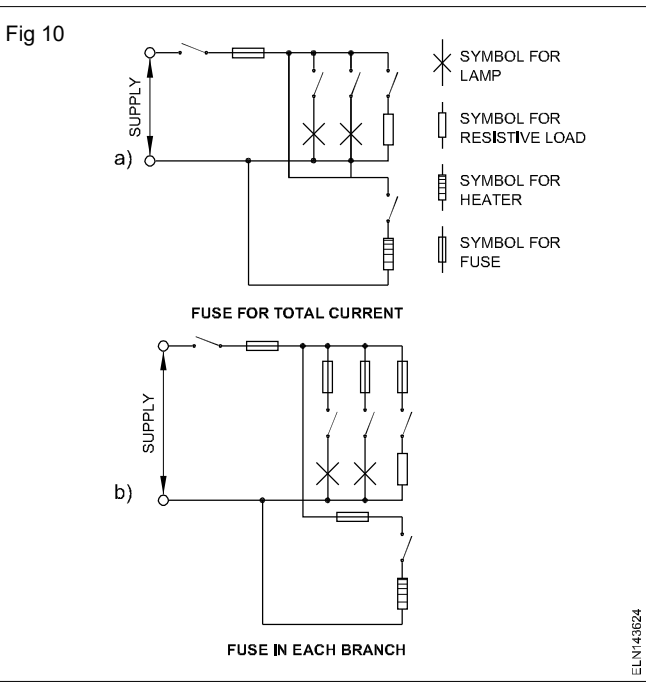 Fig 10
SUPPLY
a)
SYMBOL FOR
LAMP
SYMBOL FOR
RESISTIVE LOAD
SYMBOL FOR
HEATER
SYMBOL FOR
FUSE
FUSE FOR TOTAL CURRENT
SUPPLY
b)
FUSE IN EACH BRANCH
ELN143624